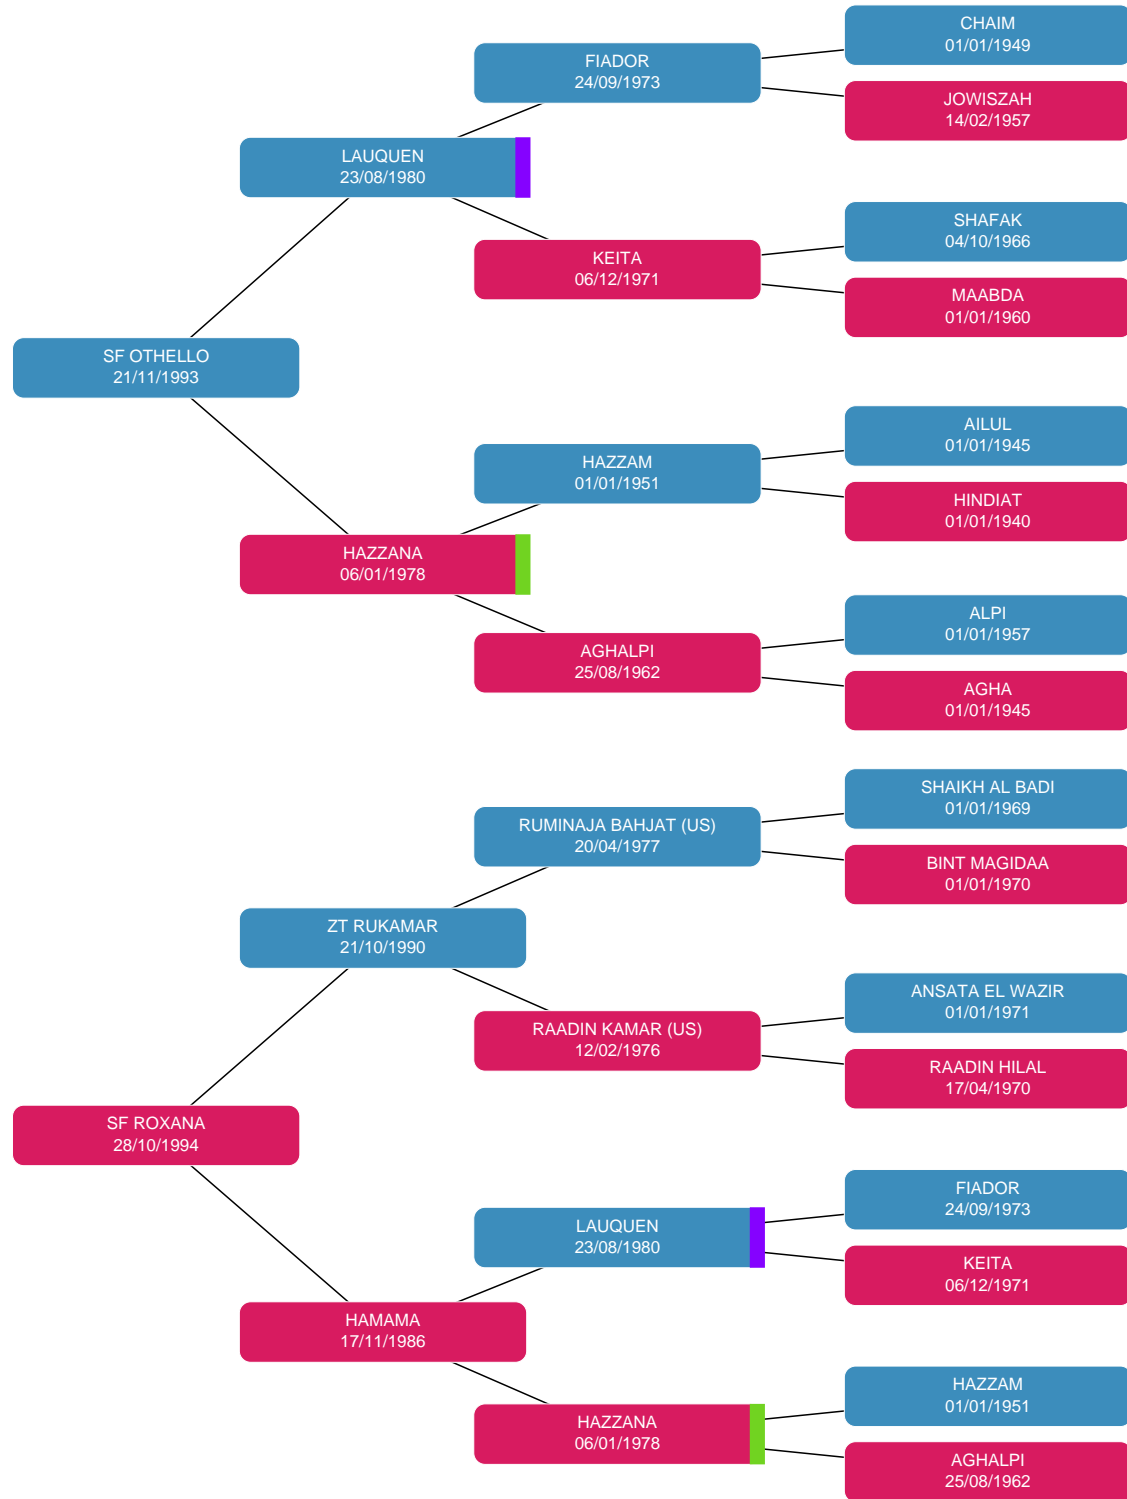 CHAIM
01/01/1949
FIADOR
24/09/1973
JOWISZAH
14/02/1957
LAUQUEN
23/08/1980
SHAFAK
04/10/1966
KEITA
06/12/1971
MAABDA
01/01/1960
SF OTHELLO
21/11/1993
AILUL
01/01/1945
HAZZAM
01/01/1951
HINDIAT
01/01/1940
HAZZANA
06/01/1978
ALPI
01/01/1957
AGHALPI
25/08/1962
AGHA
01/01/1945
SHAIKH AL BADI
01/01/1969
RUMINAJA BAHJAT (US)
20/04/1977
BINT MAGIDAA
01/01/1970
ZT RUKAMAR
21/10/1990
ANSATA EL WAZIR
01/01/1971
RAADIN KAMAR (US)
12/02/1976
RAADIN HILAL
17/04/1970
SF ROXANA
28/10/1994
FIADOR
24/09/1973
LAUQUEN
23/08/1980
KEITA
06/12/1971
HAMAMA
17/11/1986
HAZZAM
01/01/1951
HAZZANA
06/01/1978
AGHALPI
25/08/1962